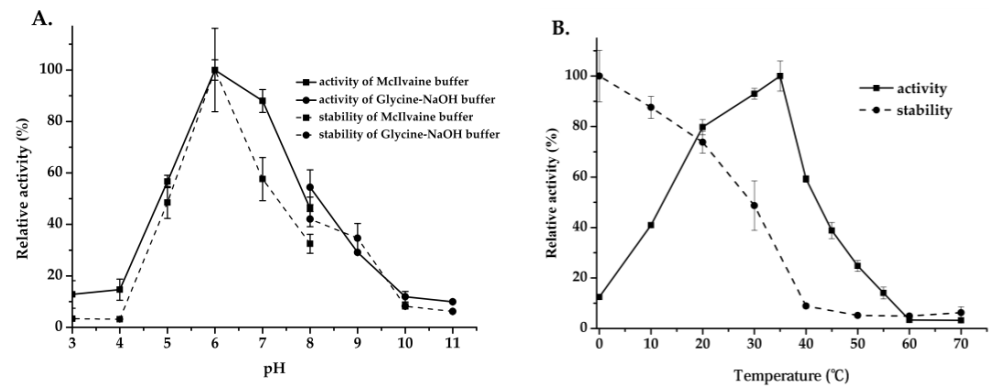 A.
Relative activity (%)
120
100
80
60
40
20
0
3 4 5 6 7 8 9 10 11
pH
activity of McIlvaine buffer
activity of Glycine-NaOH buffer
stability of McIlvaine buffer
stability of Glycine-NaOH buffer
B.
Relative activity (%)
100
80
60
40
20
0
0 10 20 30 40 50 60 70
Temperature (℃)
activity
stability